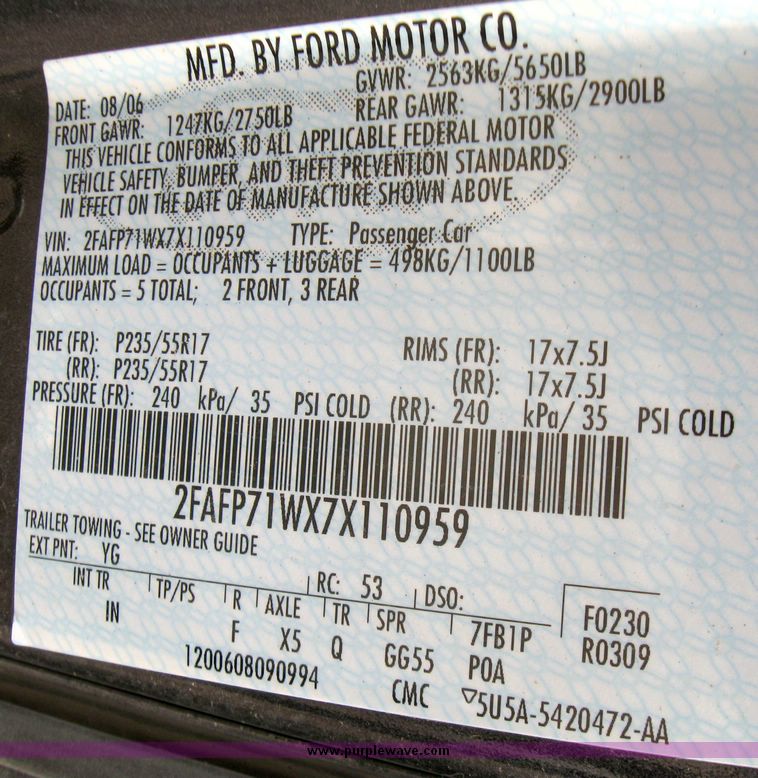 MFD. BY FORD MOTOR CO.
DATE: 08/06 GVWR: 2563KG/5650LB
FRONT GAWR: 1247KG/2750LB REAR GAWR: 1315KG/2900LB
THIS VEHICLE CONFORMS TO ALL APPLICABLE FEDERAL MOTOR
VEHICLE SAFETY, BUMPER, AND THEFT PREVENTION STANDARDS
IN EFFECT ON THE DATE OF MANUFACTURE SHOWN ABOVE.
VIN: 2FAFP71WX7X110959 TYPE: Passenger Car
MAXIMUM LOAD = OCCUPANTS + LUGGAGE = 498KG/1100LB
OCCUPANTS = 5 TOTAL; 2 FRONT, 3 REAR
TIRE (FR): P235/55R17 RIMS (FR): 17x7.5J
(RR): P235/55R17 (RR): 17x7.5J
PRESSURE (FR): 240 kPa/ 35 PSI COLD (RR): 240 kPa/ 35 PSI COLD
2FAFP71WX7X110959
TRAILER TOWING - SEE OWNER GUIDE
EXT PNT: YG RC: 53 DSO: F0230
INT TR TP/PS R AXLE TR SPR 7FB1P R0309
IN F X5 Q GG55 POA
1200608090994 CMC ▽5U5A-5420472-AA
www.purplewave.com